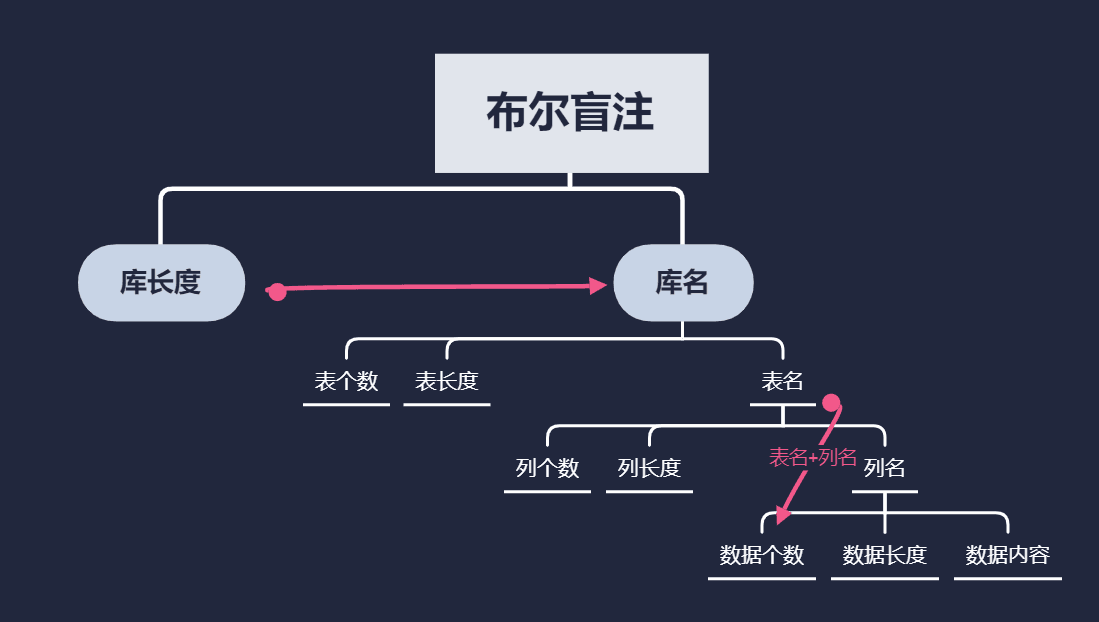 布尔盲注
库长度
库名
表个数
表长度
表名
表名+列名
列个数
列长度
列名
数据个数
数据长度
数据内容